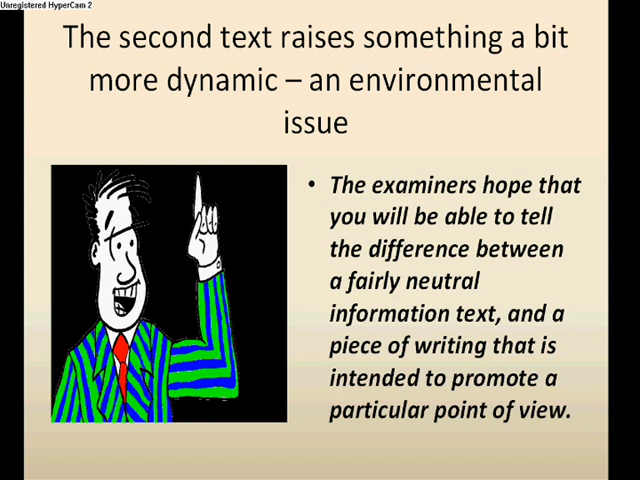 Unregistered HyperCam 2
The second text raises something a bit
more dynamic – an environmental
issue
• The examiners hope that
you will be able to tell
the difference between
a fairly neutral
information text, and a
piece of writing that is
intended to promote a
particular point of view.